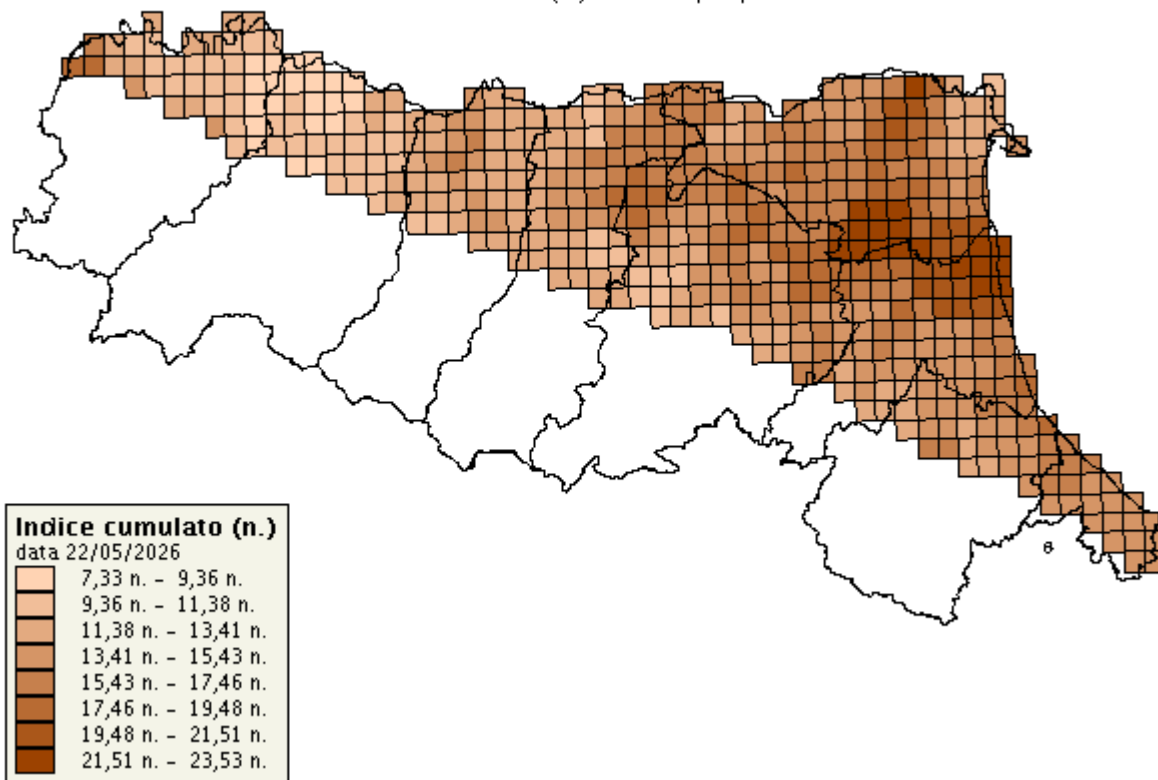 Indice cumulato (n.)
data 22/05/2026
7,33 n. - 9,36 n.
9,36 n. - 11,38 n.
11,38 n. - 13,41 n.
13,41 n. - 15,43 n.
15,43 n. - 17,46 n.
17,46 n. - 19,48 n.
19,48 n. - 21,51 n.
21,51 n. - 23,53 n.